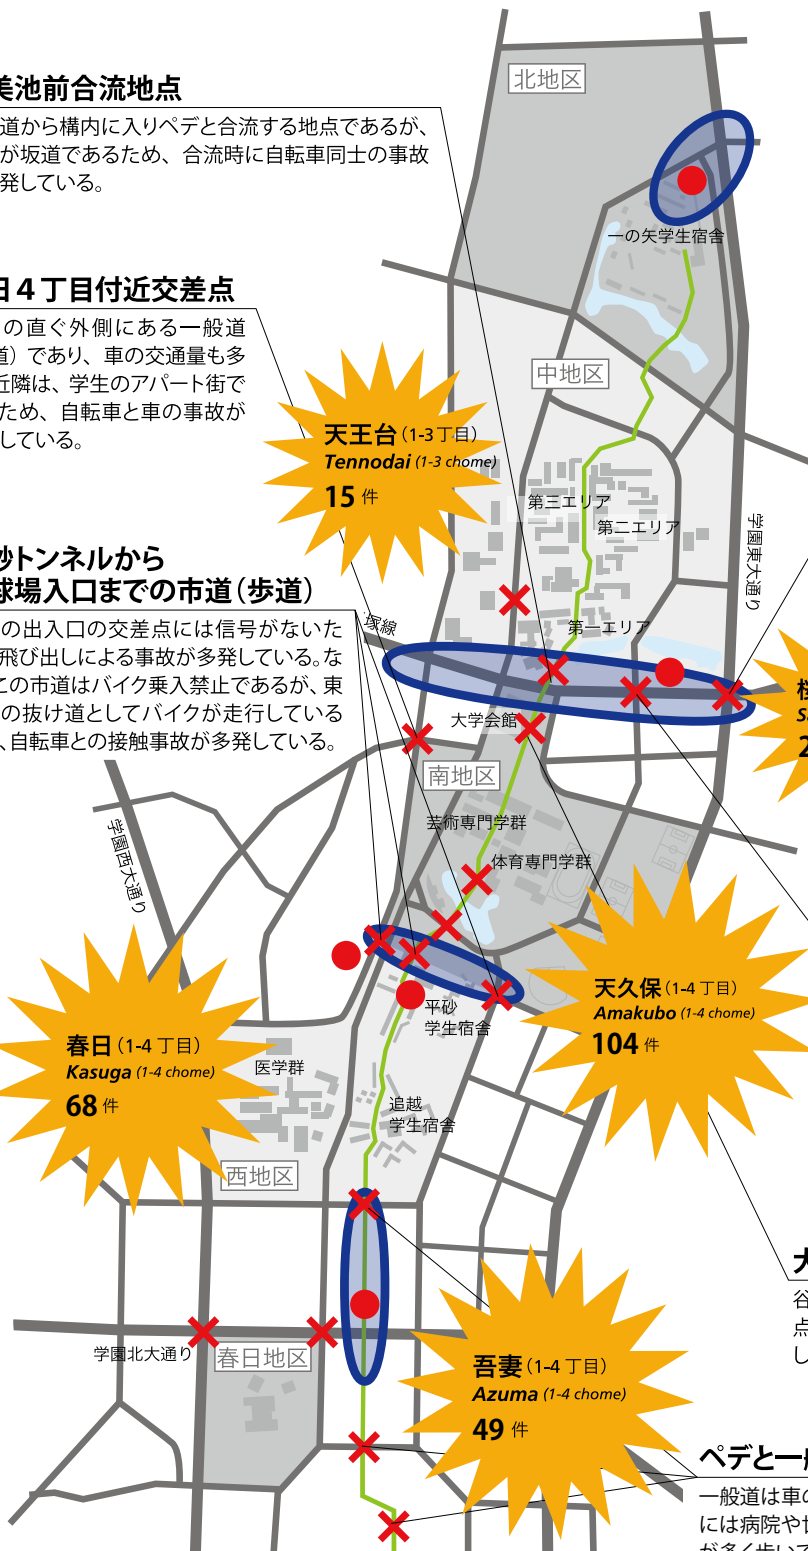 美池前合流地点
道から構内に入りペデと合流する地点であるが、
が坂道であるため、合流時に自転車同士の事故
発している。
北地区
一の矢学生宿舎
日４丁目付近交差点
の直ぐ外側にある一般道
道）であり、車の交通量も多
近隣は、学生のアパート街で
ため、自転車と車の事故が
している。
中地区
天王台（1-3丁目）
Tennodai (1-3 chome)
15 件
第三エリア
第二エリア
学園東大通り
砂トンネルから
球場入口までの市道（歩道）
の出入口の交差点には信号がないた
飛び出しによる事故が多発している。な
この市道はバイク乗入禁止であるが、東
の抜け道としてバイクが走行している
、自転車との接触事故が多発している。
塚線
第一エリア
大学会館
南地区
芸術専門学群
体育専門学群
学園西大通り
天久保（1-4 丁目）
Amakubo (1-4 chome)
104 件
平砂
学生宿舎
春日（1-4 丁目）
Kasuga (1-4 chome)
68 件
医学群
追越
学生宿舎
西地区
学園北大通り
春日地区
吾妻（1-4 丁目）
Azuma (1-4 chome)
49 件
大
谷
点
し
ペデと一般
一般道は車の
には病院や
が多く歩いて